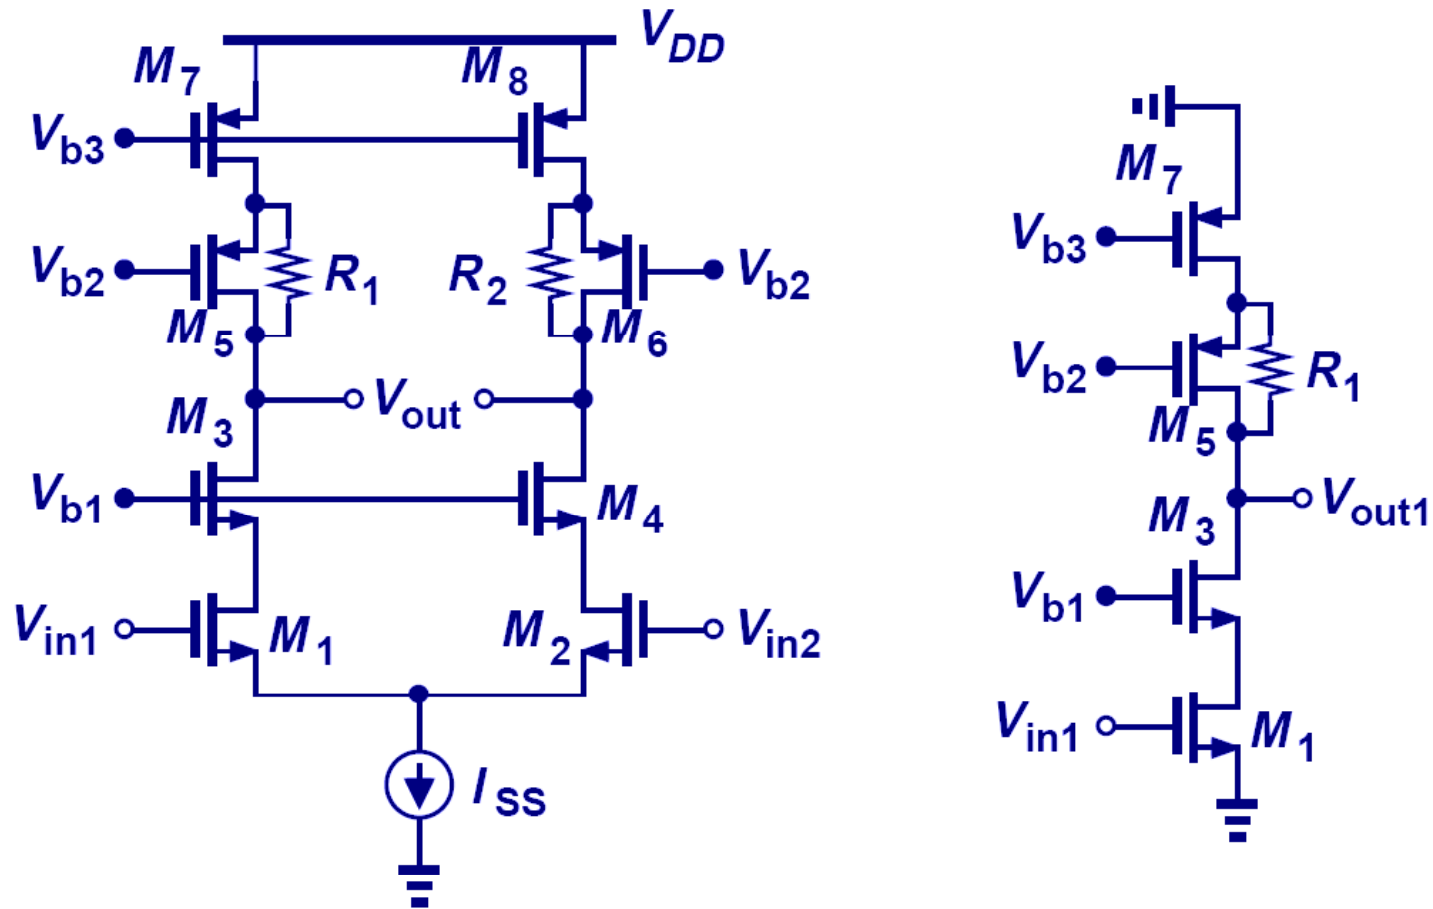 V_DD
M_7
M_8
V_b3
V_b2
R_1
R_2
V_b2
M_5
M_6
M_3
V_out
V_b1
M_4
V_in1
M_1
M_2
V_in2
I_SS
M_7
V_b3
V_b2
R_1
M_5
M_3
V_out1
V_b1
V_in1
M_1